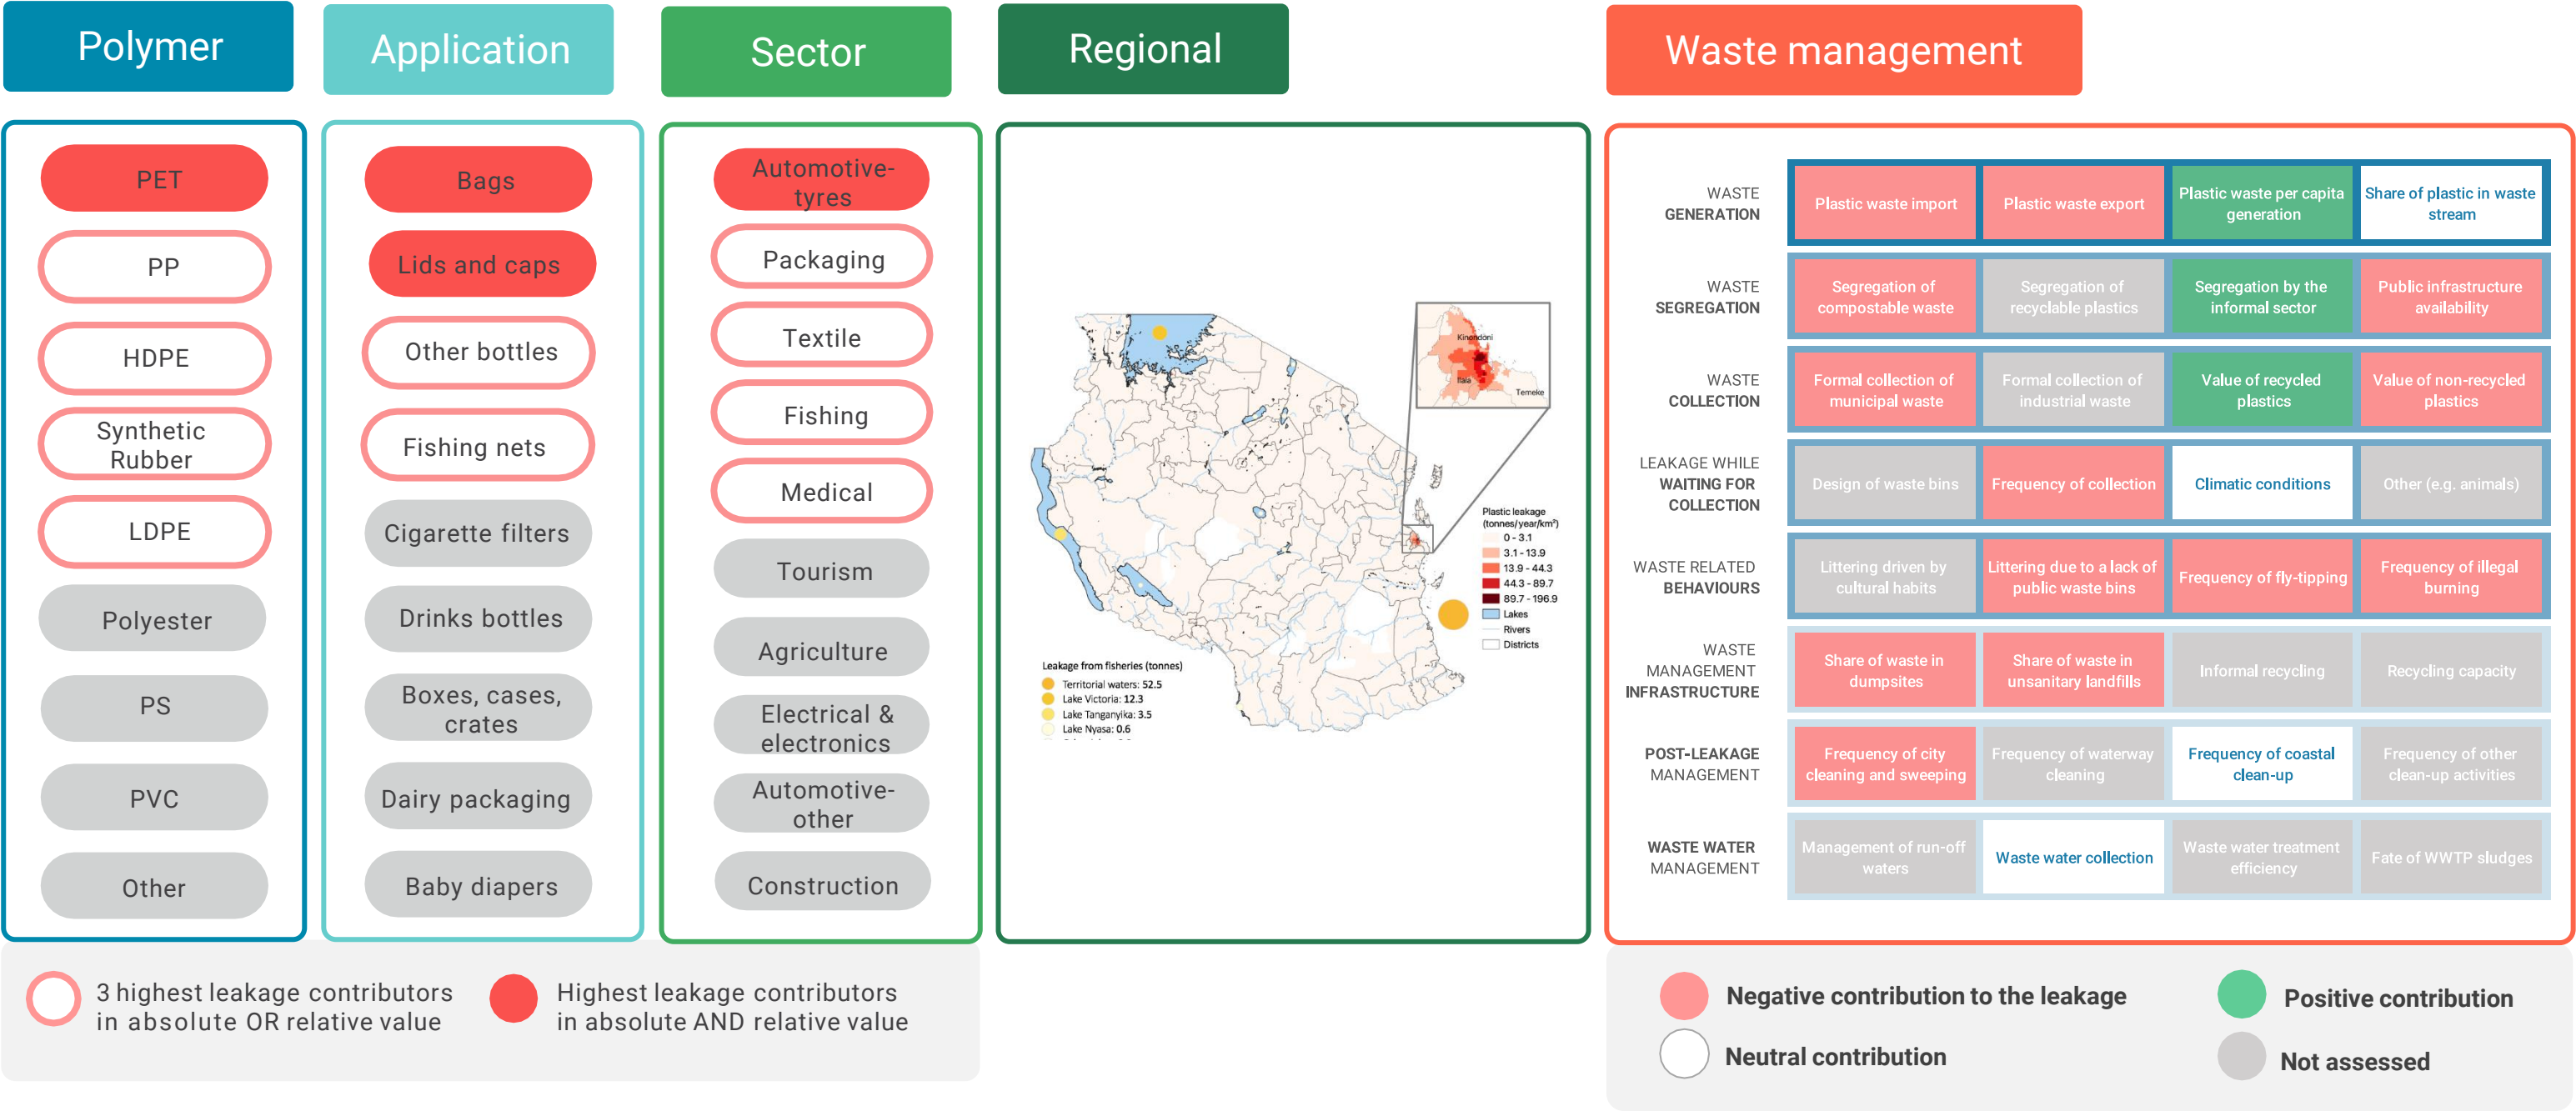 Polymer
Application
Sector
Regional
Waste management
PET
PP
HDPE
Synthetic
Rubber
LDPE
Polyester
PS
PVC
Other
Bags
Lids and caps
Other bottles
Fishing nets
Cigarette filters
Drinks bottles
Boxes, cases,
crates
Dairy packaging
Baby diapers
Automotive-
tyres
Packaging
Textile
Fishing
Medical
Tourism
Agriculture
Electrical &
electronics
Automotive-
other
Construction
Kinondoni
Ilala
Temeke
Plastic leakage
(tonnes/year/km²)
0 - 3.1
3.1 - 13.9
13.9 - 44.3
44.3 - 89.7
89.7 - 196.9
Lakes
Rivers
Districts
Leakage from fisheries (tonnes)
Territorial waters: 52.5
Lake Victoria: 12.3
Lake Tanganyika: 3.5
Lake Nyasa: 0.6
WASTE
GENERATION
Plastic waste import
Plastic waste export
Plastic waste per capita
generation
Share of plastic in waste
stream
WASTE
SEGREGATION
Segregation of
compostable waste
Segregation of
recyclable plastics
Segregation by the
informal sector
Public infrastructure
availability
WASTE
COLLECTION
Formal collection of
municipal waste
Formal collection of
industrial waste
Value of recycled
plastics
Value of non-recycled
plastics
LEAKAGE WHILE
WAITING FOR
COLLECTION
Design of waste bins
Frequency of collection
Climatic conditions
Other (e.g. animals)
WASTE RELATED
BEHAVIOURS
Littering driven by
cultural habits
Littering due to a lack of
public waste bins
Frequency of fly-tipping
Frequency of illegal
burning
WASTE
MANAGEMENT
INFRASTRUCTURE
Share of waste in
dumpsites
Share of waste in
unsanitary landfills
Informal recycling
Recycling capacity
POST-LEAKAGE
MANAGEMENT
Frequency of city
cleaning and sweeping
Frequency of waterway
cleaning
Frequency of coastal
clean-up
Frequency of other
clean-up activities
WASTE WATER
MANAGEMENT
Management of run-off
waters
Waste water collection
Waste water treatment
efficiency
Fate of WWTP sludges
3 highest leakage contributors
in absolute OR relative value
Highest leakage contributors
in absolute AND relative value
Negative contribution to the leakage
Positive contribution
Neutral contribution
Not assessed